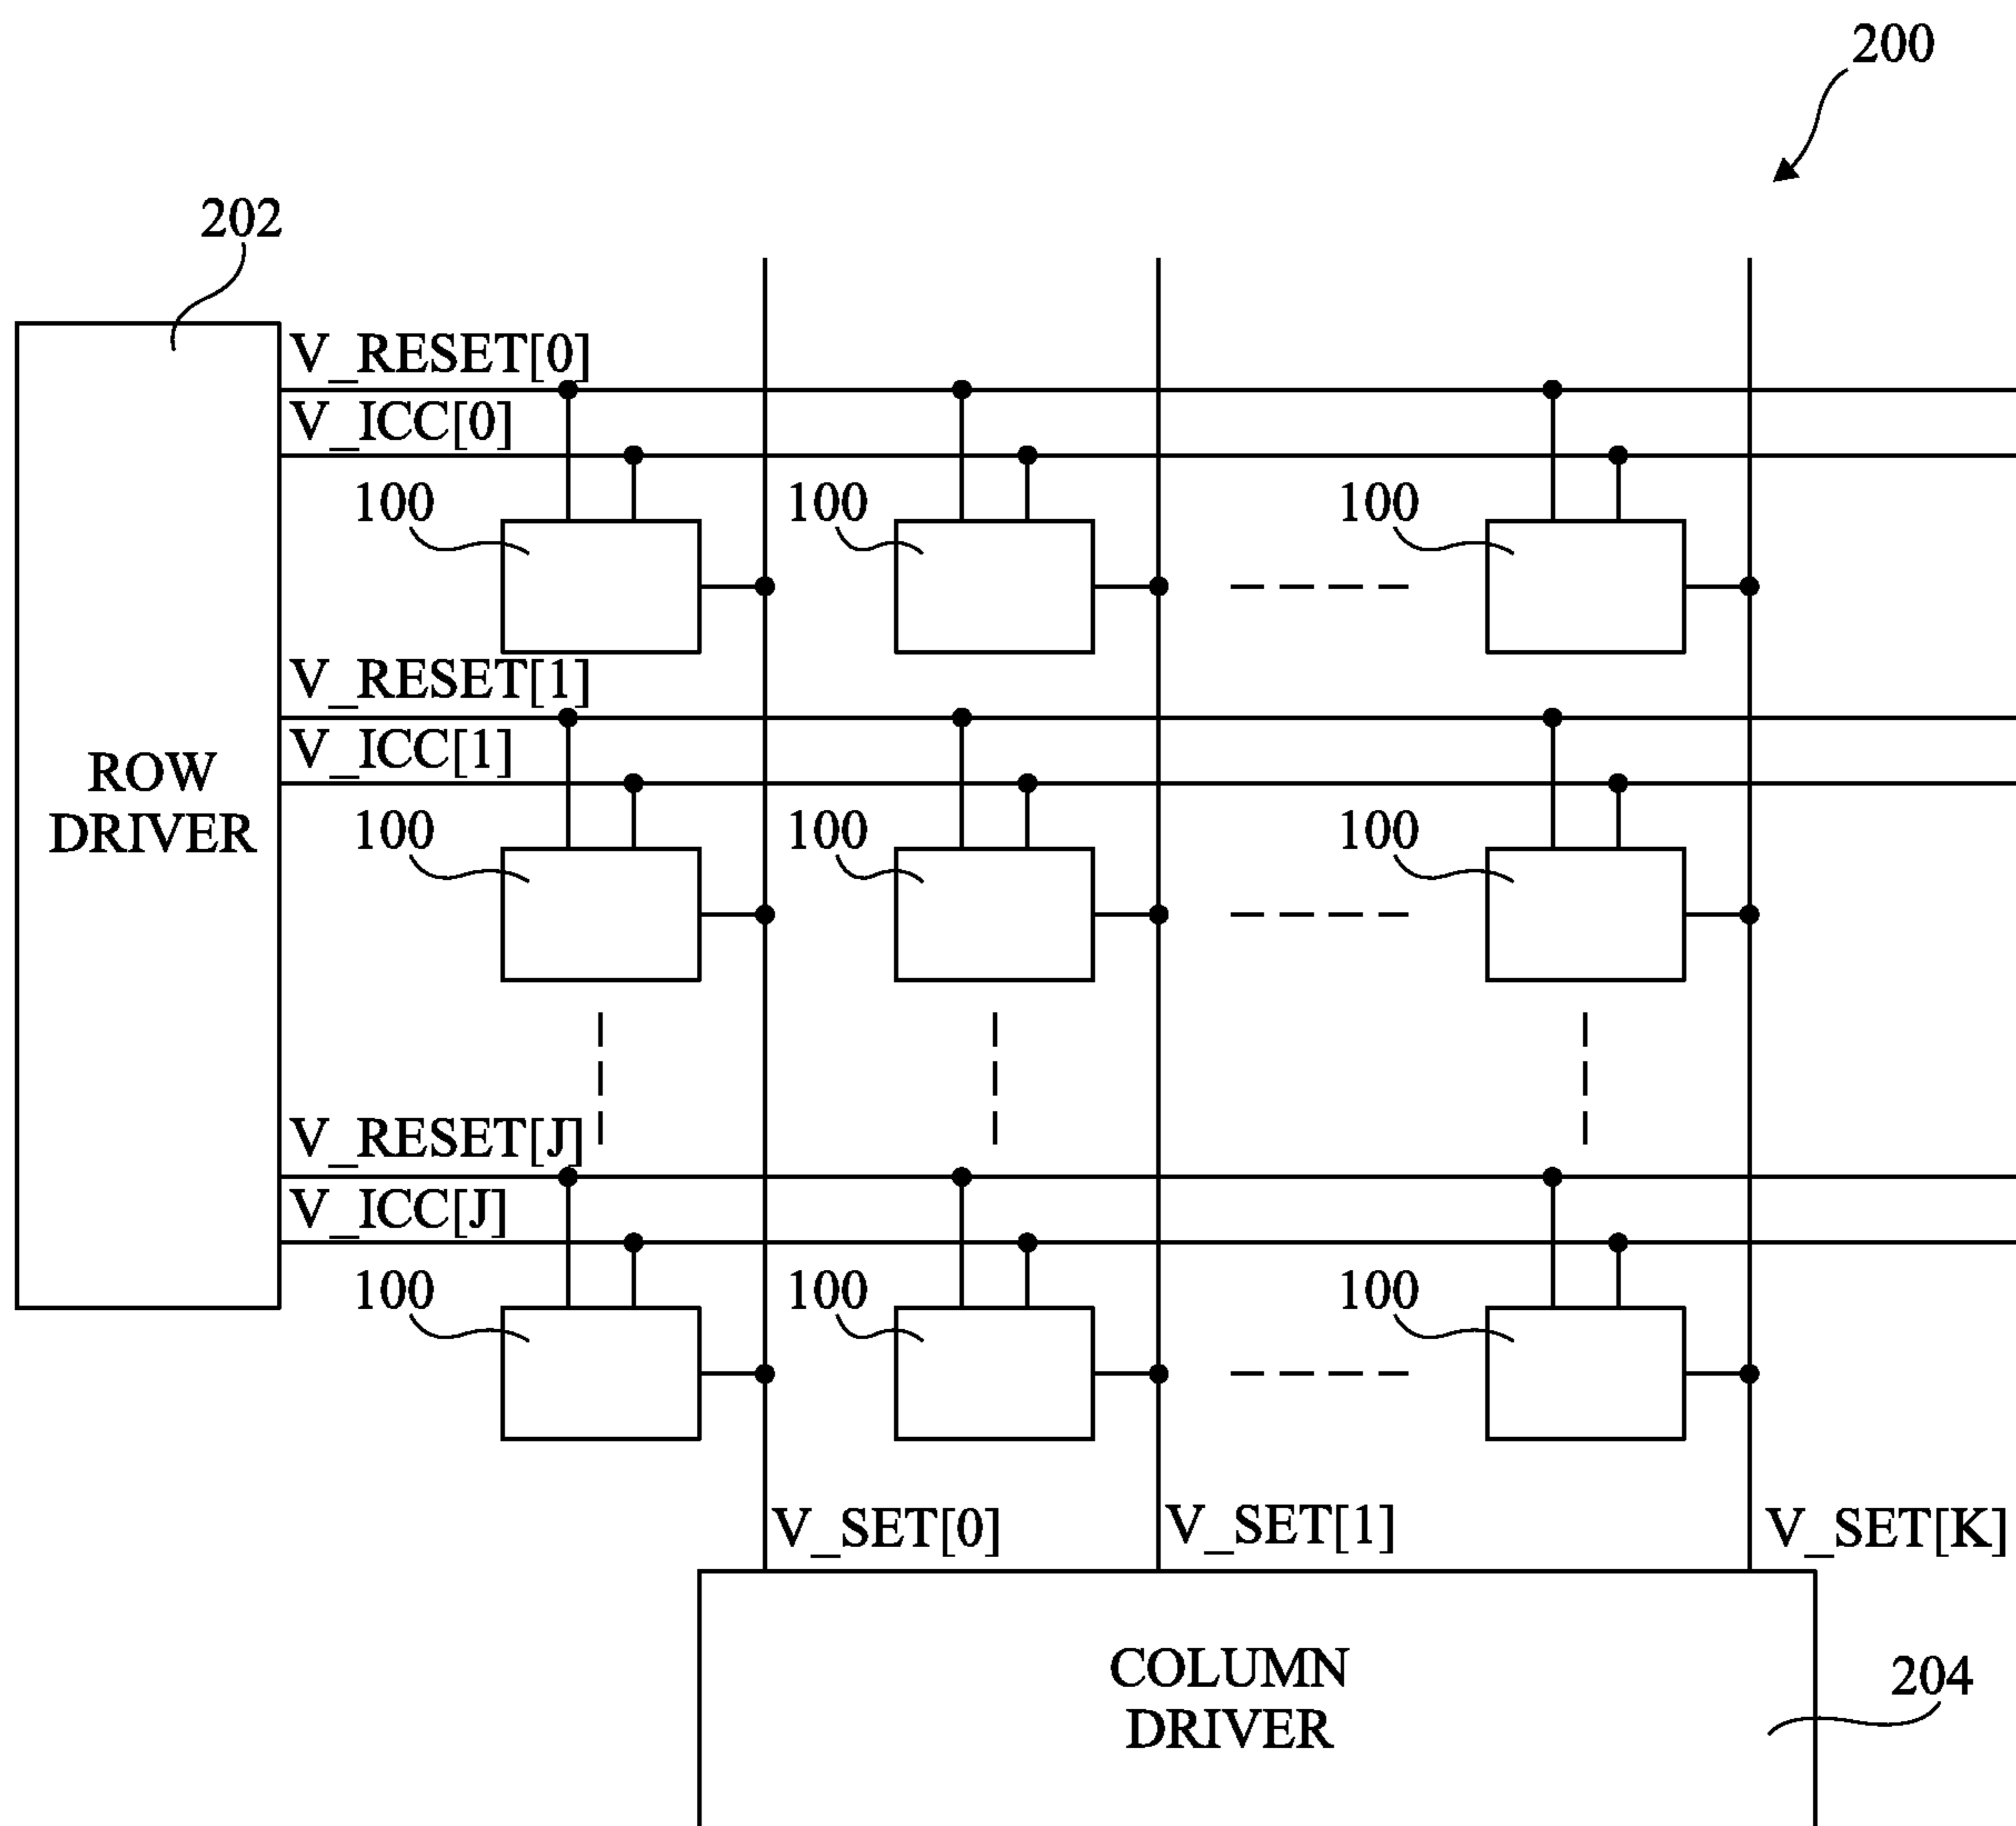 200
202
V_RESET[0]
V_ICC[0]
100 100 100
V_RESET[1]
V_ICC[1]
ROW
DRIVER
100 100 100
V_RESET[J]
V_ICC[J]
100 100 100
V_SET[0] V_SET[1] V_SET[K]
COLUMN
DRIVER
204